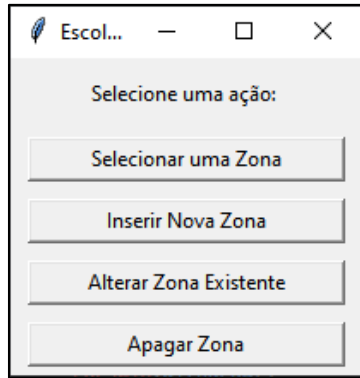 Escol...
Selecione uma ação:
Selecionar uma Zona
Inserir Nova Zona
Alterar Zona Existente
Apagar Zona